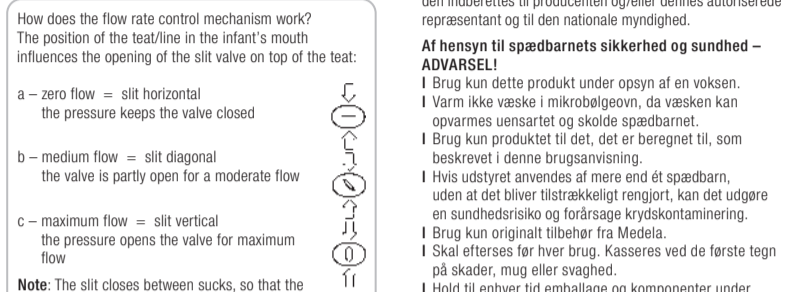 How does the flow rate control mechanism work?
The position of the teat/line in the infant's mouth
influences the opening of the slit valve on top of the teat:
a – zero flow = slit horizontal
the pressure keeps the valve closed
b – medium flow = slit diagonal
the valve is partly open for a moderate flow
c – maximum flow = slit vertical
the pressure opens the valve for maximum
flow
Note: The slit closes between sucks, so that the
den indberettes til producenten og/eller dennes autoriserede
repræsentant og til den nationale myndighed.
Af hensyn til spædbarnets sikkerhed og sundhed –
ADVARSEL!
I Brug kun dette produkt under opsyn af en voksen.
I Varm ikke væske i mikrobølgeovn, da væsken kan
opvarmes uensartet og skolde spædbarnet.
I Brug kun produktet til det, det er beregnet til, som
beskrevet i denne brugsanvisning.
I Hvis udstyret anvendes af mere end ét spædbarn,
uden at det bliver tilstrækkeligt rengjort, kan det udgøre
en sundhedsrisiko og forårsage krydskontaminering.
I Brug kun originalt tilbehør fra Medela.
I Skal efterses før hver brug. Kasseres ved de første tegn
på skader, mug eller svaghed.
I Hold til enhver tid emballage og komponenter under